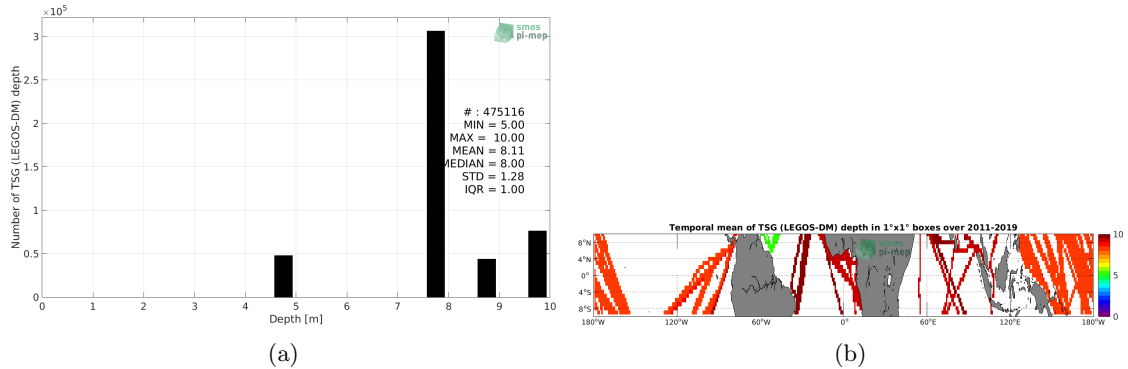 ×10^5
smos
pi-mep
3
2.5
2
1.5
1
0.5
0
Number of TSG (LEGOS-DM) depth
# : 475116
MIN = 5.00
MAX = 10.00
MEAN = 8.11
MEDIAN = 8.00
STD = 1.28
IQR = 1.00
0 1 2 3 4 5 6 7 8 9 10
Depth [m]
(a)
Temporal mean of TSG (LEGOS-DM) depth in 1°x1° boxes over 2011-2019
smos
pi-mep
8°N
4°N
0°
4°S
8°S
180°W 120°W 60°W 0° 60°E 120°E 180°W
10
8
6
4
2
0
(b)